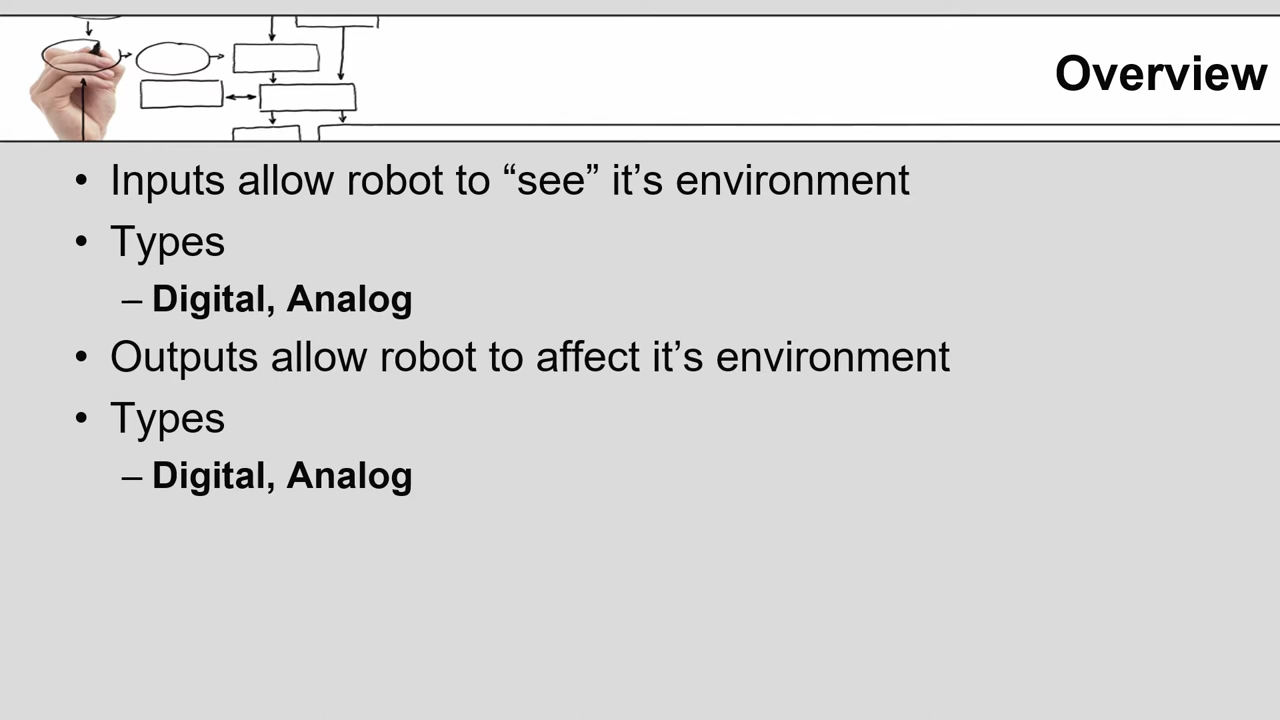 Overview
• Inputs allow robot to “see” it’s environment
• Types
– Digital, Analog
• Outputs allow robot to affect it’s environment
• Types
– Digital, Analog